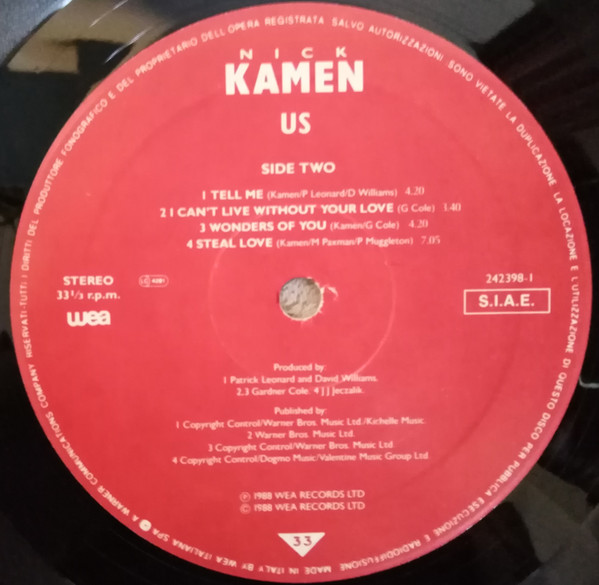 NICK
KAMEN
US
SIDE TWO
1 TELL ME (Kamen/P Leonard/D Williams) 4.20
2 I CAN'T LIVE WITHOUT YOUR LOVE (G Cole) 3.40
3 WONDERS OF YOU (Kamen/G Cole) 4.20
4 STEAL LOVE (Kamen/M Paxman/P Muggleton) 7.05
STEREO
33 1/3 r.p.m.
wea
LC 4281
242398-1
S.I.A.E.
Produced by:
1 Patrick Leonard and David Williams.
2,3 Gardner Cole. 4 J J Jeczalik.
Published by:
1 Copyright Control/Warner Bros. Music Ltd./Kichelle Music.
2 Warner Bros. Music Ltd.
3 Copyright Control/Warner Bros. Music Ltd
4 Copyright Control/Dogmo Music/Valentine Music Group Ltd.
℗ 1988 WEA RECORDS LTD
© 1988 WEA RECORDS LTD
33
MADE IN ITALY BY WEA ITALIANA SPA - A WARNER COMMUNICATIONS COMPANY RISERVATI TUTTI I DIRITTI DEL PRODUTTORE FONOGRAFICO E DEL PROPRIETARIO DELL'OPERA REGISTRATA SALVO AUTORIZZAZIONI SONO VIETATE LA DUPLICAZIONE LA LOCAZIONE E L'UTILIZZAZIONE DI QUESTO DISCO PER PUBBLICA ESECUZIONE E RADIODIFFUSIONE